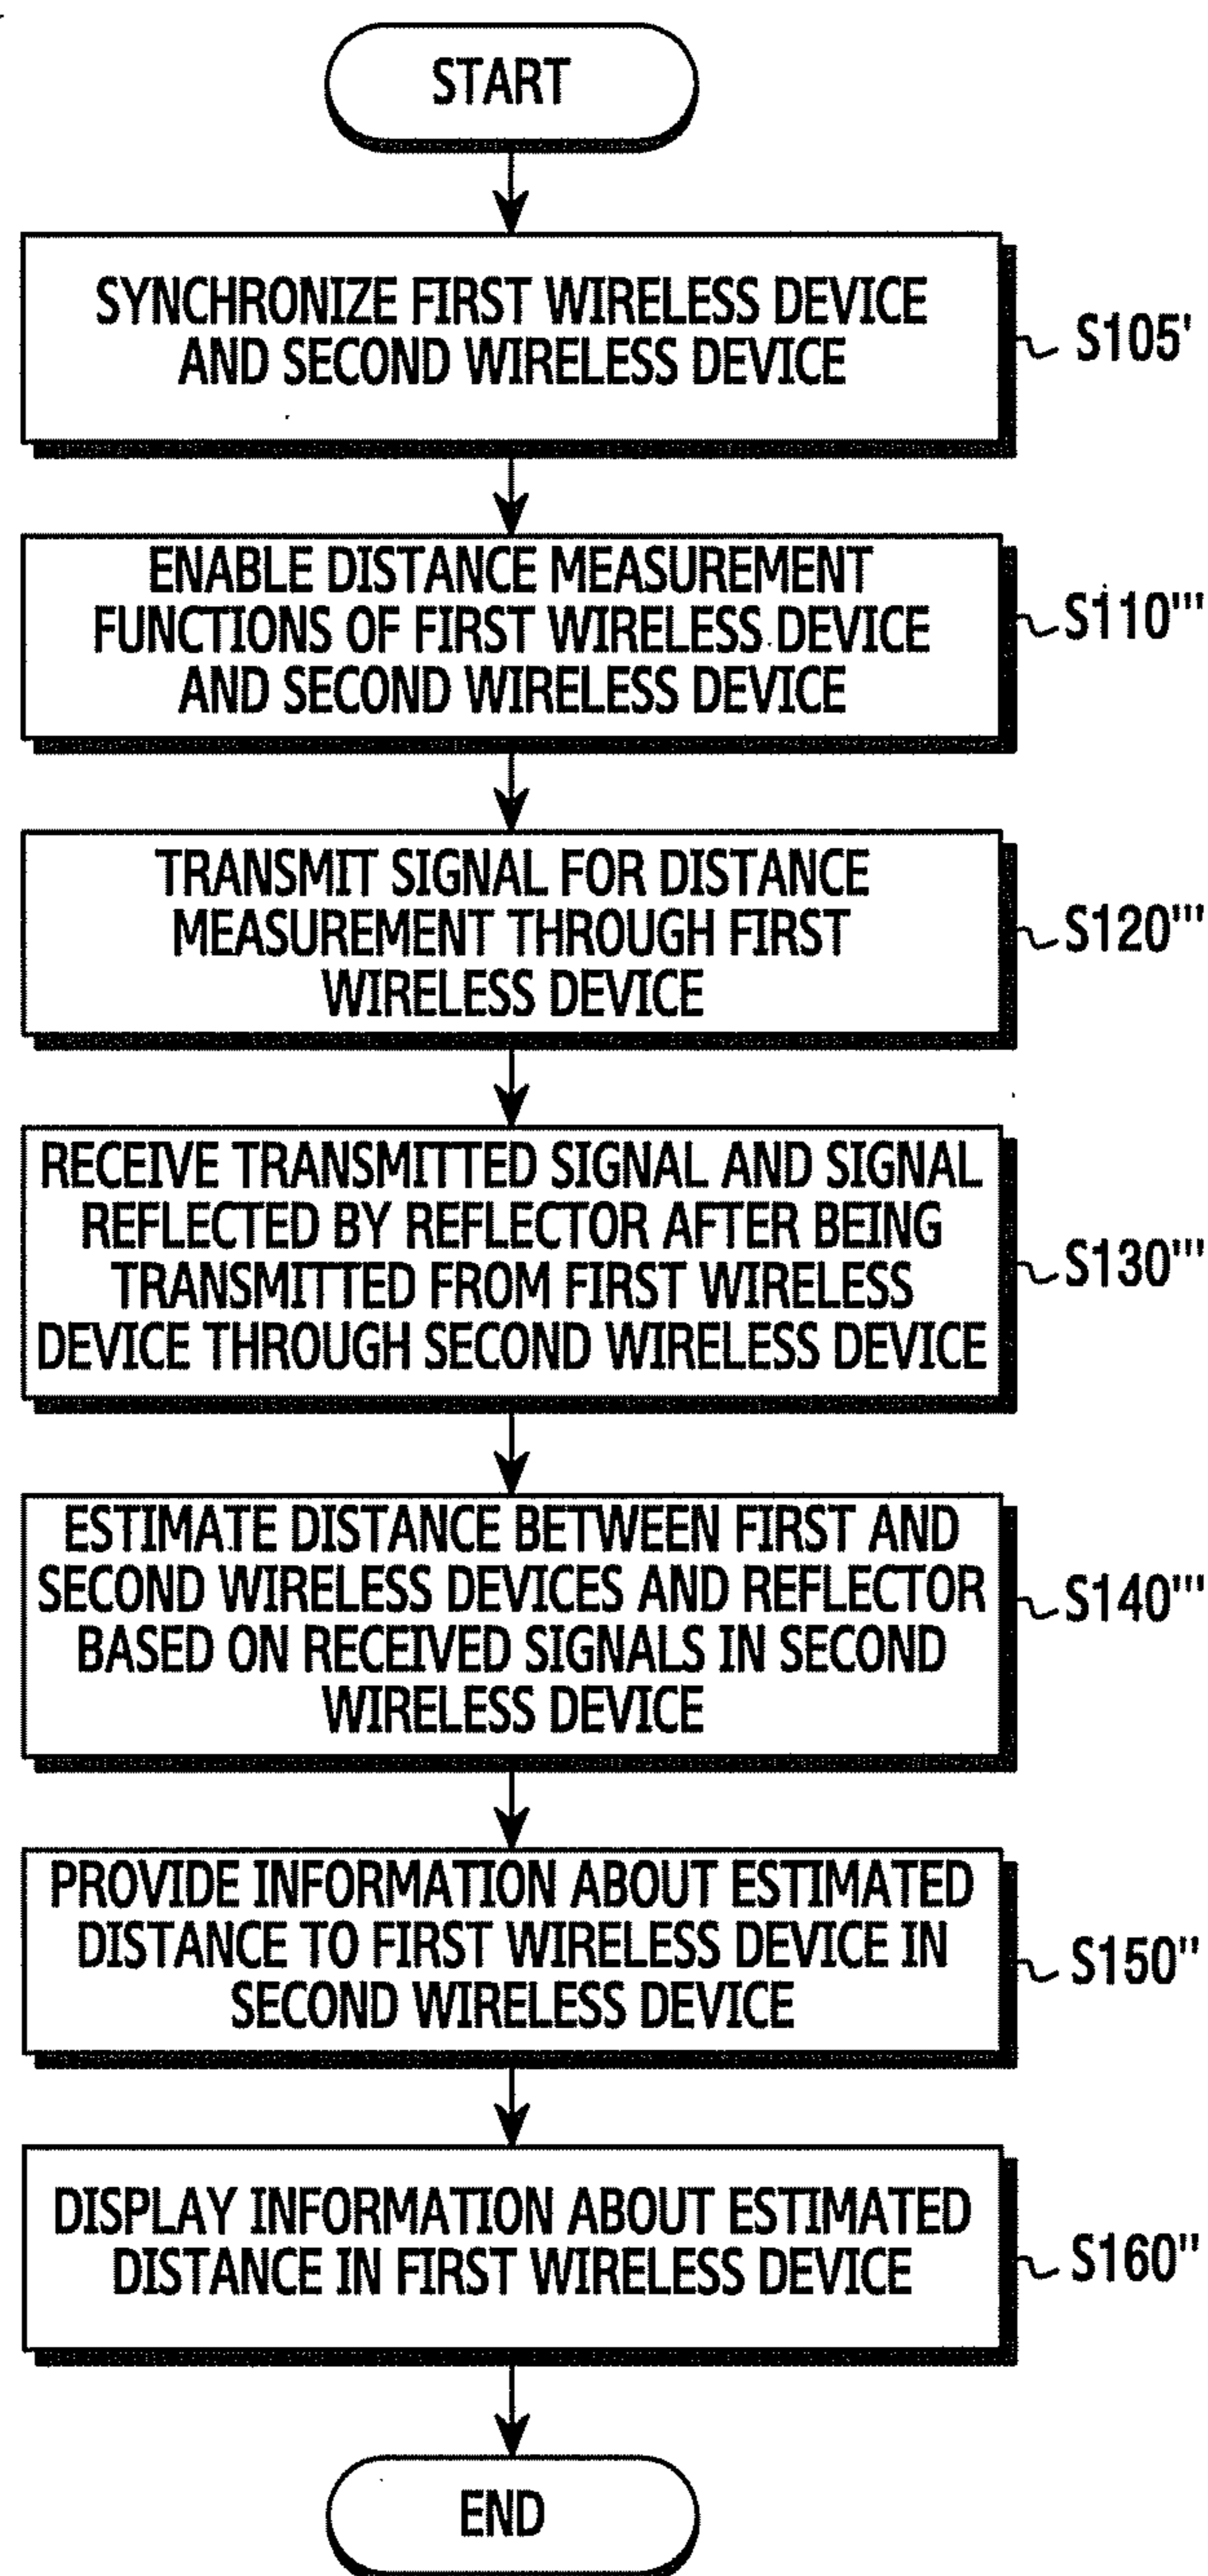 START
SYNCHRONIZE FIRST WIRELESS DEVICE
AND SECOND WIRELESS DEVICE
S105'
ENABLE DISTANCE MEASUREMENT
FUNCTIONS OF FIRST WIRELESS DEVICE
AND SECOND WIRELESS DEVICE
S110'''
TRANSMIT SIGNAL FOR DISTANCE
MEASUREMENT THROUGH FIRST
WIRELESS DEVICE
S120'''
RECEIVE TRANSMITTED SIGNAL AND SIGNAL
REFLECTED BY REFLECTOR AFTER BEING
TRANSMITTED FROM FIRST WIRELESS
DEVICE THROUGH SECOND WIRELESS DEVICE
S130'''
ESTIMATE DISTANCE BETWEEN FIRST AND
SECOND WIRELESS DEVICES AND REFLECTOR
BASED ON RECEIVED SIGNALS IN SECOND
WIRELESS DEVICE
S140'''
PROVIDE INFORMATION ABOUT ESTIMATED
DISTANCE TO FIRST WIRELESS DEVICE IN
SECOND WIRELESS DEVICE
S150''
DISPLAY INFORMATION ABOUT ESTIMATED
DISTANCE IN FIRST WIRELESS DEVICE
S160''
END